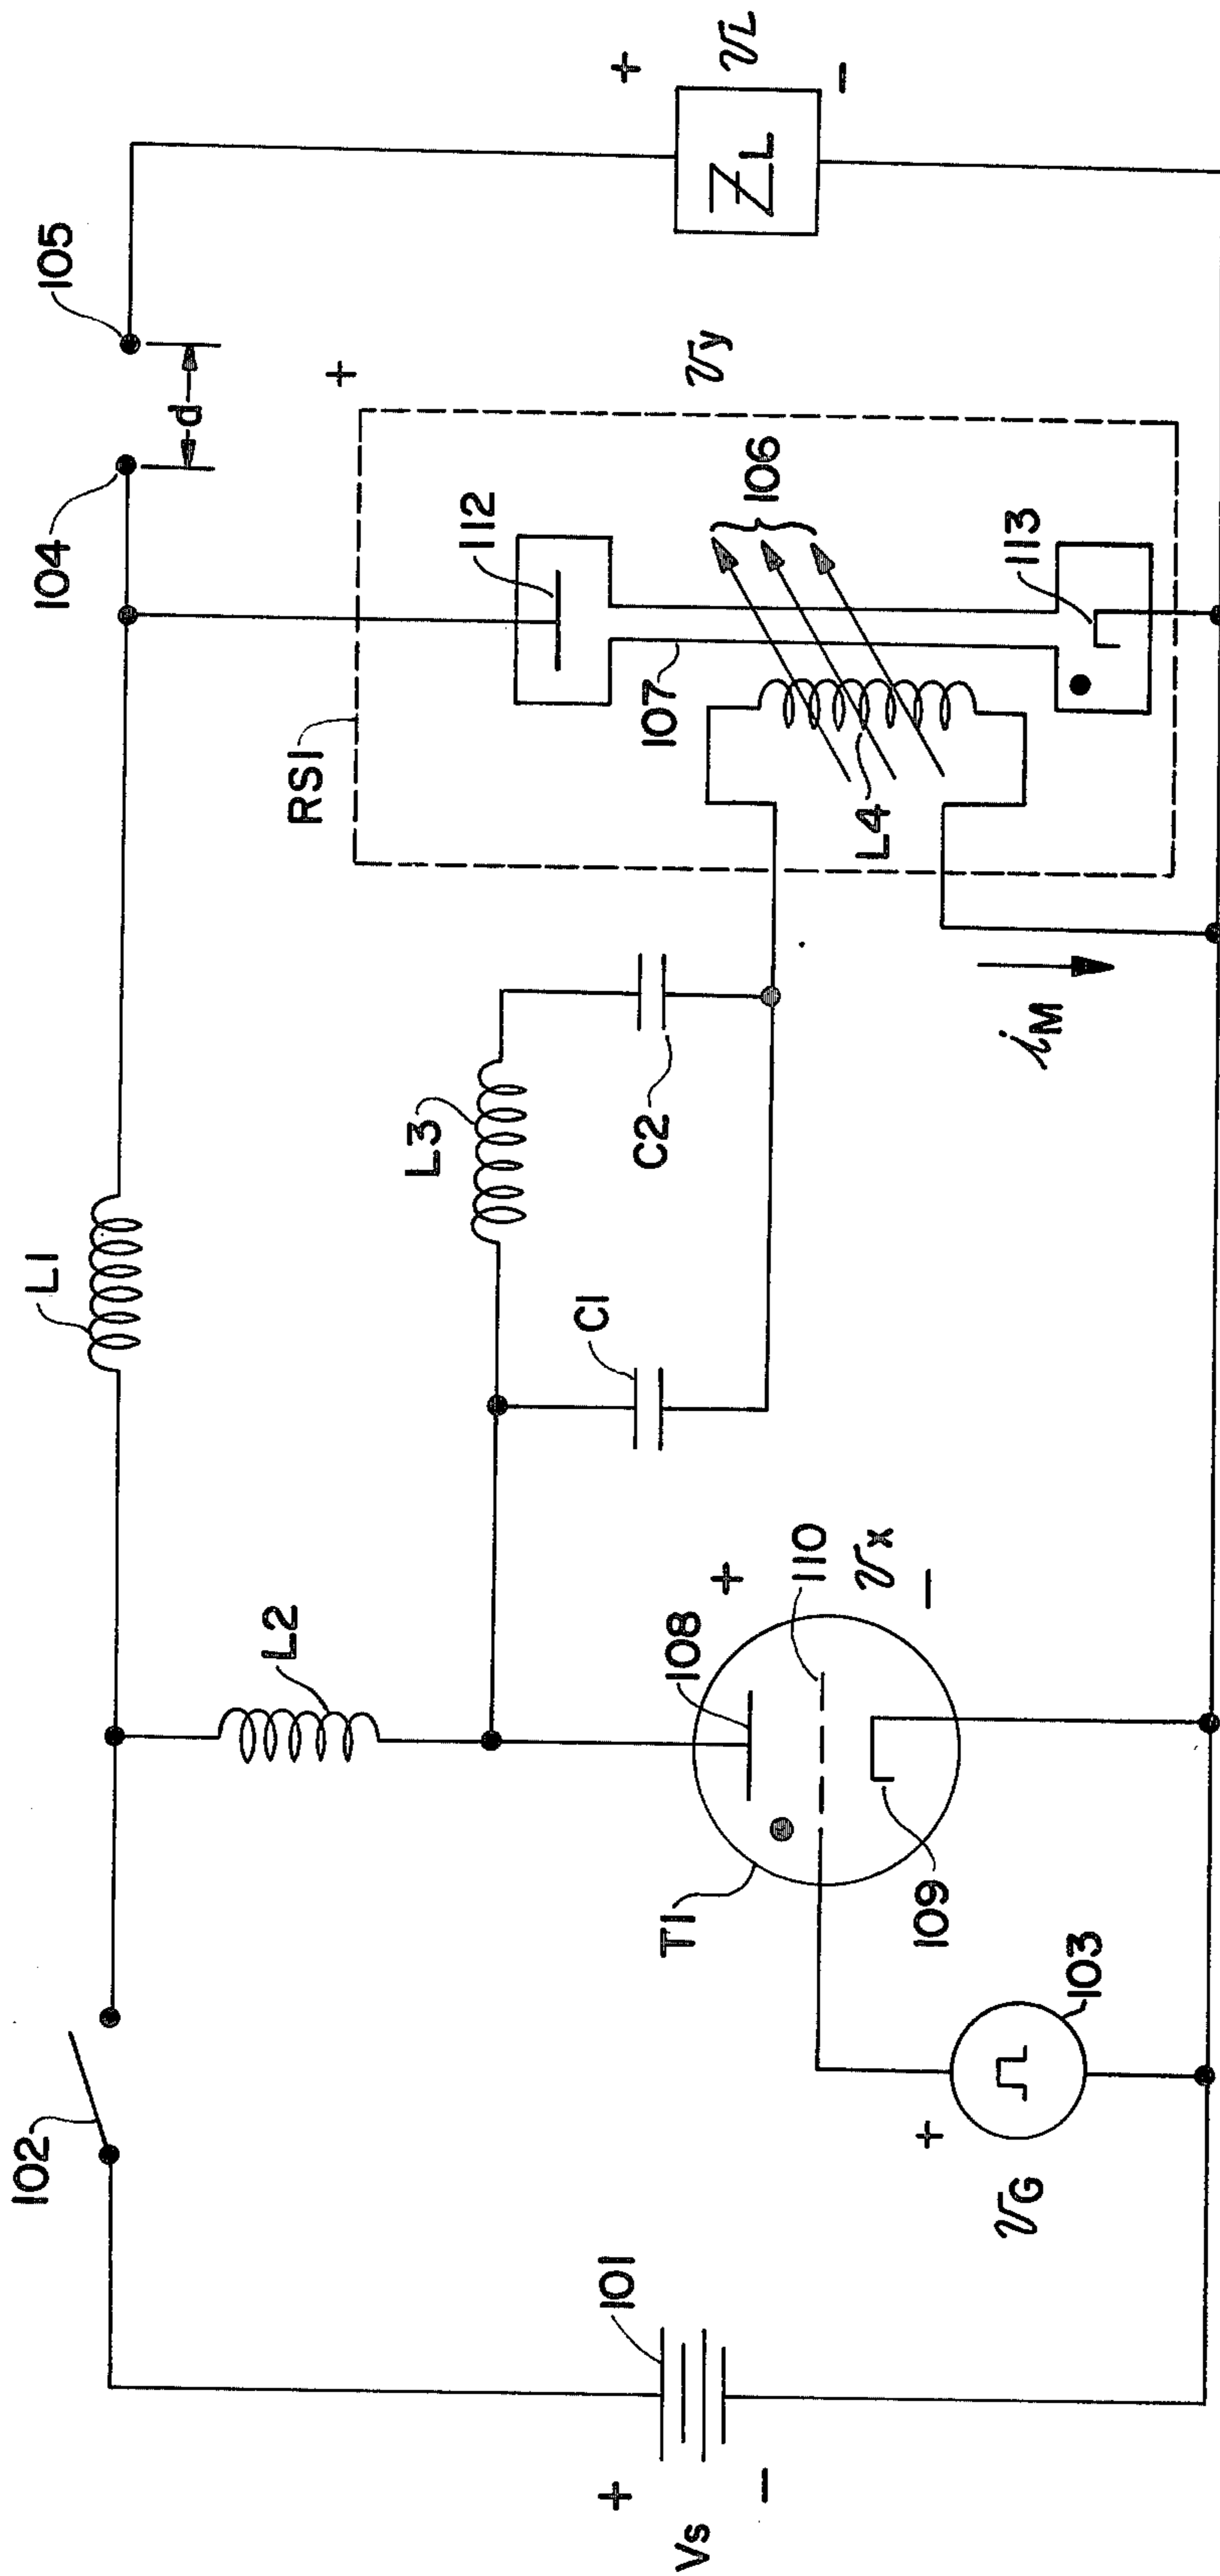 102
L1
104
105
d
RS1
+
112
L2
L3
107
106
vy
+
ZL
vL
−
C1
C2
L4
113
iM
T1
108
110
+
vx
−
109
+
vG
103
101
+
Vs
−